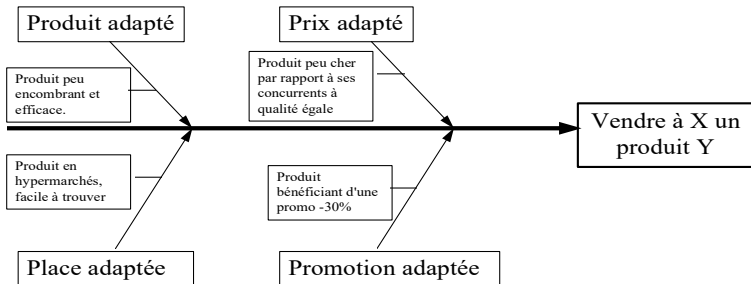 Produit adapté
Prix adapté
Produit peu
encombrant et
efficace.
Produit peu cher
par rapport à ses
concurrents à
qualité égale
Vendre à X un
produit Y
Produit en
hypermarchés,
facile à trouver
Produit
bénéficiant d'une
promo -30%
Place adaptée
Promotion adaptée